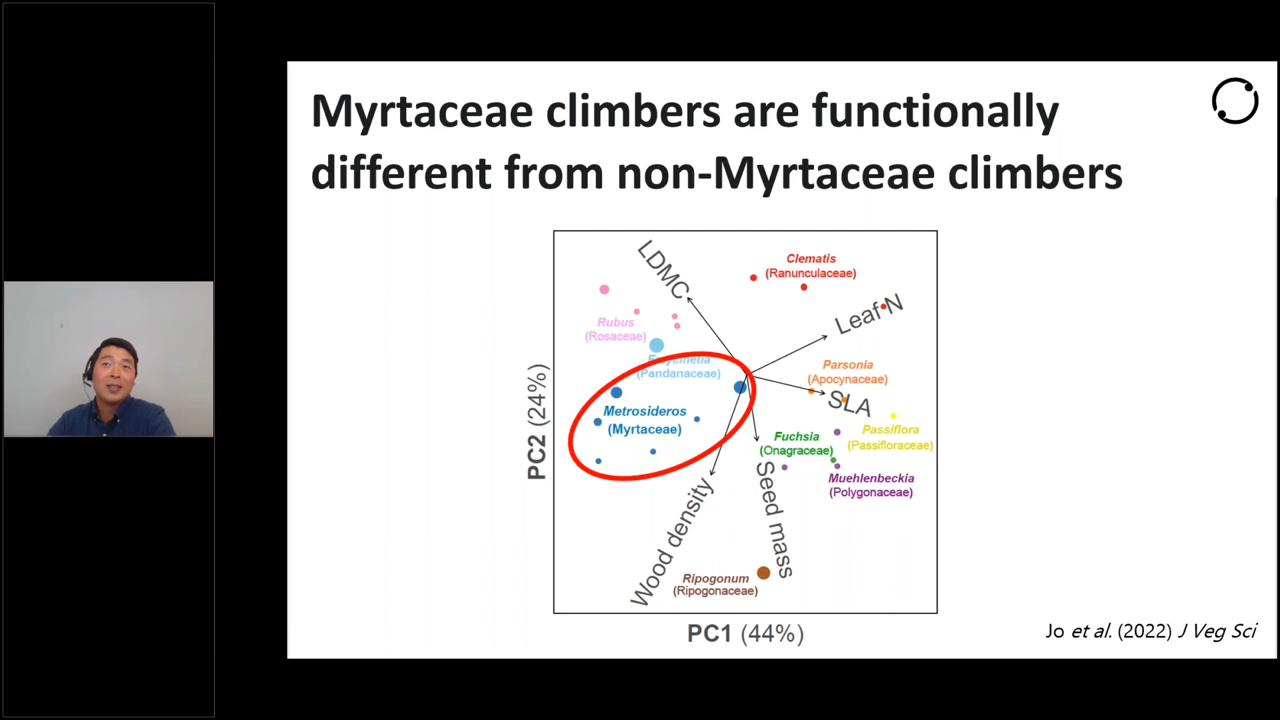 Myrtaceae climbers are functionally
different from non-Myrtaceae climbers
LDMC
Clematis
(Ranunculaceae)
Leaf N
Rubus
(Rosaceae)
(Pandanaceae)
Parsonia
(Apocynaceae)
SLA
Metrosideros
(Myrtaceae)
Passiflora
(Passifloraceae)
Fuchsia
(Onagraceae)
Muehlenbeckia
(Polygonaceae)
Wood density
Seed mass
Ripogonum
(Ripogonaceae)
PC2 (24%)
PC1 (44%)
Jo et al. (2022) J Veg Sci